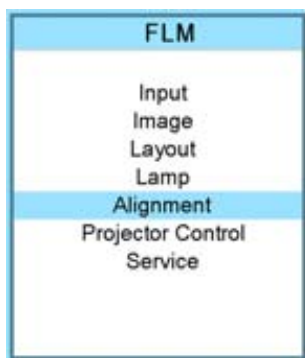 FLM
Input
Image
Layout
Lamp
Alignment
Projector Control
Service